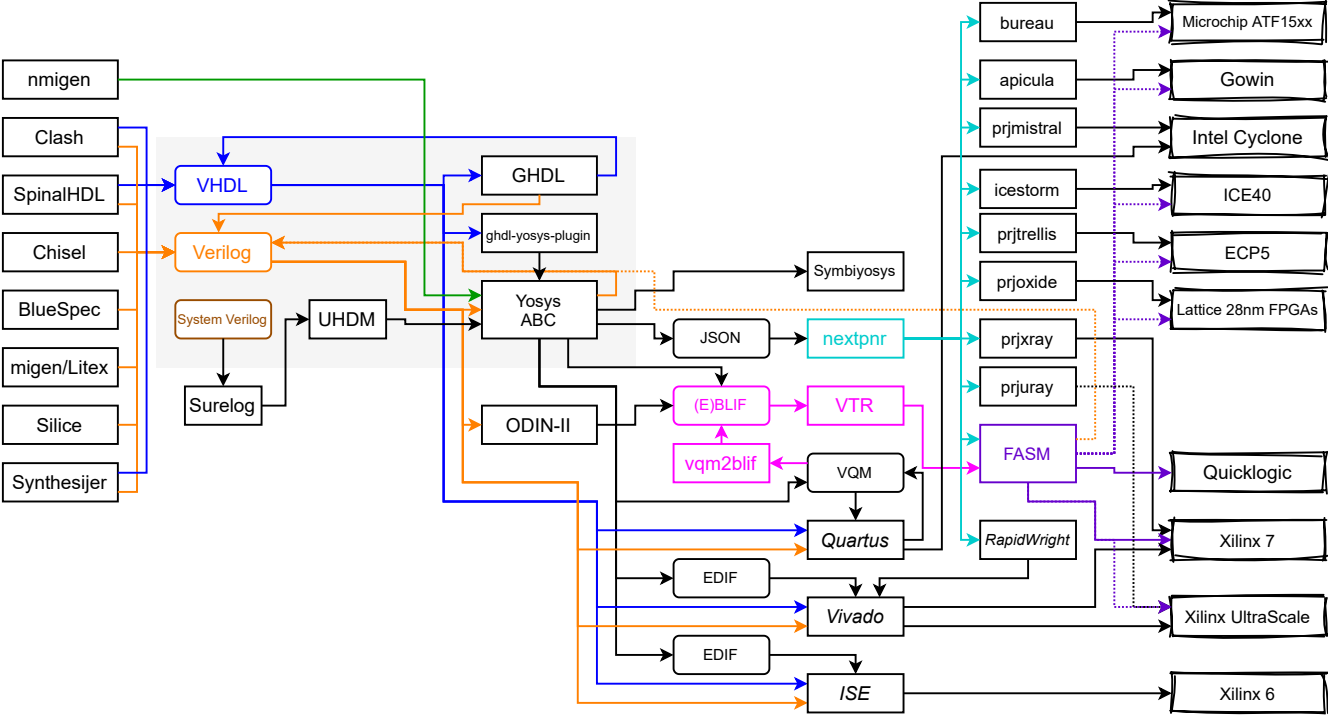 nmigen
Clash
SpinalHDL
Chisel
BlueSpec
migen/Litex
Silice
Synthesijer
VHDL
Verilog
System Verilog
Surelog
UHDM
GHDL
ghdl-yosys-plugin
Yosys
ABC
ODIN-II
Symbiyosys
JSON
nextpnr
(E)BLIF
VTR
vqm2blif
VQM
Quartus
EDIF
Vivado
EDIF
ISE
bureau
apicula
prjmistral
icestorm
prjtrellis
prjoxide
prjxray
prjuray
FASM
RapidWright
Microchip ATF15xx
Gowin
Intel Cyclone
ICE40
ECP5
Lattice 28nm FPGAs
Quicklogic
Xilinx 7
Xilinx UltraScale
Xilinx 6